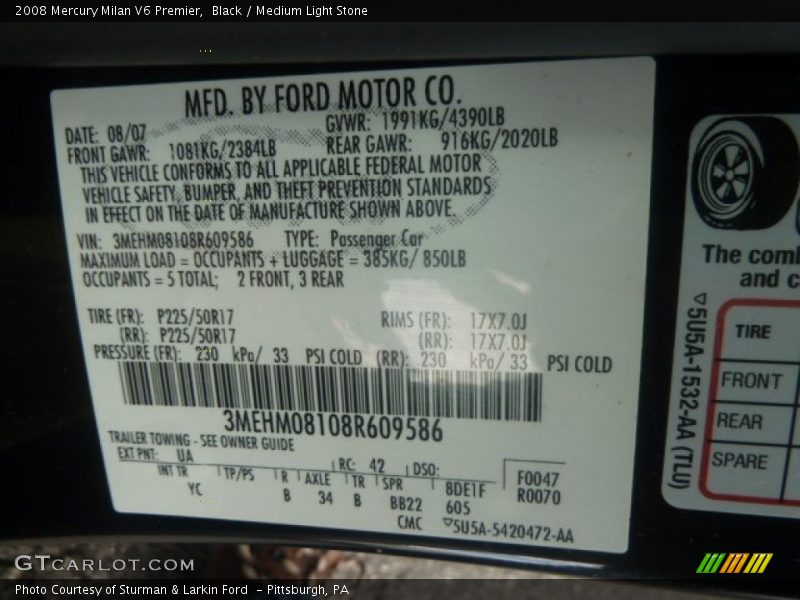 2008 Mercury Milan V6 Premier, Black / Medium Light Stone
MFD. BY FORD MOTOR CO.
DATE: 08/07 GVWR: 1991KG/4390LB
FRONT GAWR: 1081KG/2384LB REAR GAWR: 916KG/2020LB
THIS VEHICLE CONFORMS TO ALL APPLICABLE FEDERAL MOTOR
VEHICLE SAFETY, BUMPER, AND THEFT PREVENTION STANDARDS
IN EFFECT ON THE DATE OF MANUFACTURE SHOWN ABOVE.
VIN: 3MEHM08108R609586 TYPE: Passenger Car
MAXIMUM LOAD = OCCUPANTS + LUGGAGE = 385KG/ 850LB
OCCUPANTS = 5 TOTAL; 2 FRONT, 3 REAR
TIRE (FR): P225/50R17 RIMS (FR): 17X7.0J
(RR): P225/50R17 (RR): 17X7.0J
PRESSURE (FR): 230 kPa/ 33 PSI COLD (RR): 230 kPa/ 33 PSI COLD
3MEHM08108R609586
TRAILER TOWING - SEE OWNER GUIDE
EXT PNT: UA RC: 42 DSO:
INT TR TP/PS R AXLE TR SPR 8DE1F F0047
YC B 34 B BB22 605 R0070
CMC 5U5A-5420472-AA
The comb
and c
5U5A-1532-AA (TLU)
TIRE
FRONT
REAR
SPARE
GTCARLOT.COM
Photo Courtesy of Sturman & Larkin Ford - Pittsburgh, PA